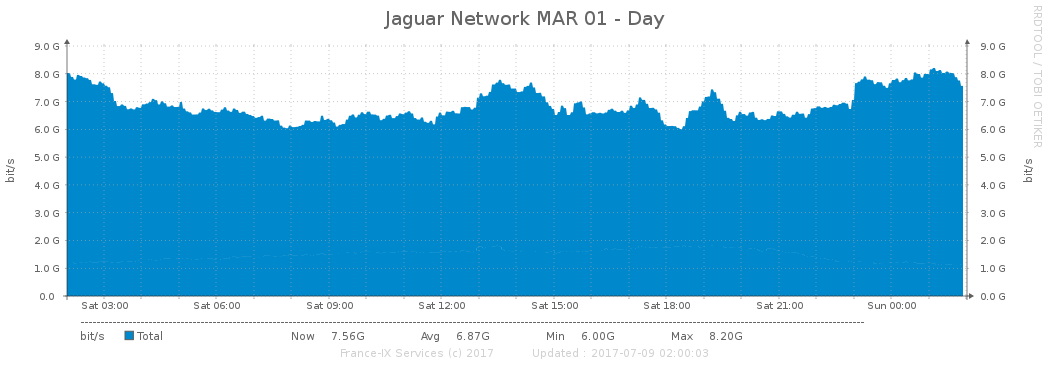 Jaguar Network MAR 01 - Day
RRDTOOL / TOBI OETIKER
9.0 G 9.0 G
8.0 G 8.0 G
7.0 G 7.0 G
6.0 G 6.0 G
5.0 G 5.0 G
4.0 G 4.0 G
3.0 G 3.0 G
2.0 G 2.0 G
1.0 G 1.0 G
0.0 0.0 G
bit/s
bit/s
Sat 03:00 Sat 06:00 Sat 09:00 Sat 12:00 Sat 15:00 Sat 18:00 Sat 21:00 Sun 00:00
bit/s Total Now 7.56G Avg 6.87G Min 6.00G Max 8.20G
France-IX Services (c) 2017 Updated : 2017-07-09 02:00:03